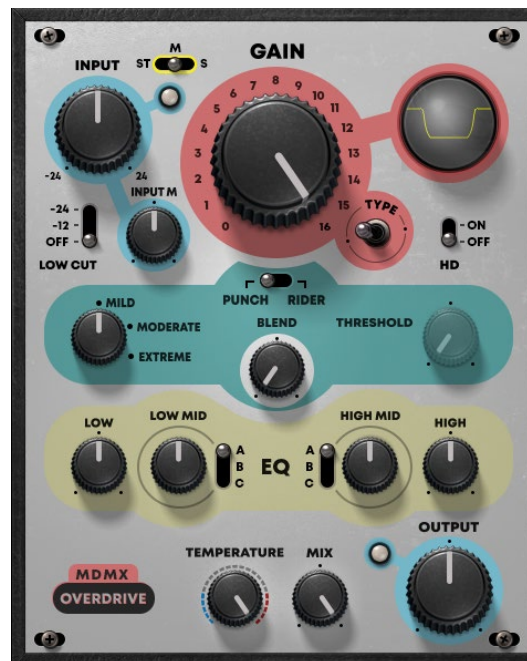 M
ST S
INPUT
GAIN
-24 24
INPUT M
0 1 2 3 4 5 6 7 8 9 10 11 12 13 14 15 16
TYPE
-24
-12
OFF
LOW CUT
ON
OFF
HD
PUNCH RIDER
MILD
MODERATE
EXTREME
BLEND
THRESHOLD
LOW
LOW MID
A
B
C
EQ
A
B
C
HIGH MID
HIGH
TEMPERATURE
MIX
OUTPUT
MDMX
OVERDRIVE